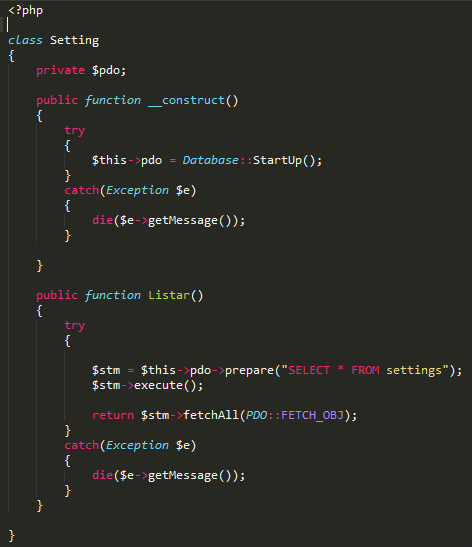 <?php
class Setting
{
    private $pdo;
    public function __construct()
    {
        try
        {
            $this->pdo = Database::StartUp();
        }
        catch(Exception $e)
        {
            die($e->getMessage());
        }
    }
    public function Listar()
    {
        try
        {
            $stm = $this->pdo->prepare("SELECT * FROM settings");
            $stm->execute();
            return $stm->fetchAll(PDO::FETCH_OBJ);
        }
        catch(Exception $e)
        {
            die($e->getMessage());
        }
    }
}